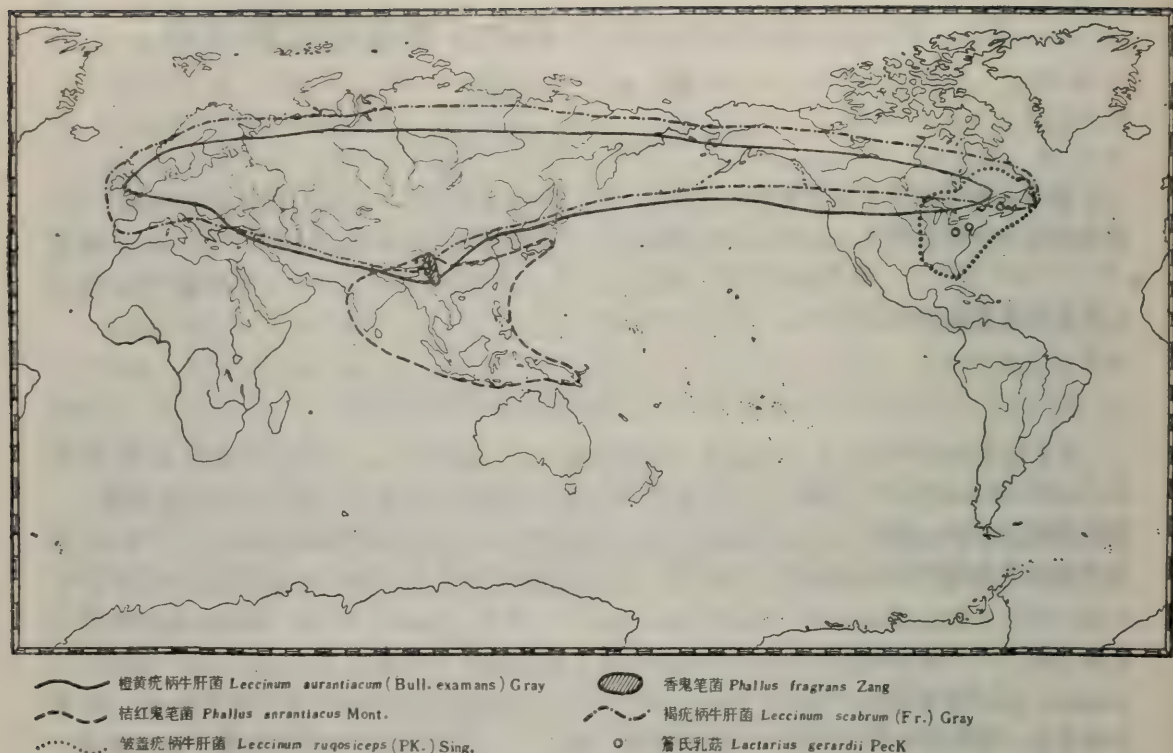 橙黄疣柄牛肝菌 Leccinum aurantiacum (Bull. examans) Gray
香鬼笔菌 Phallus fragrans Zang
桔红鬼笔菌 Phallus anrantiacus Mont.
褐疣柄牛肝菌 Leccinum scabrum (Fr.) Gray
皱盖疣柄牛肝菌 Leccinum ruqosiceps (PK.) Sing.
詹氏乳菇 Lactarius gerardii PecK